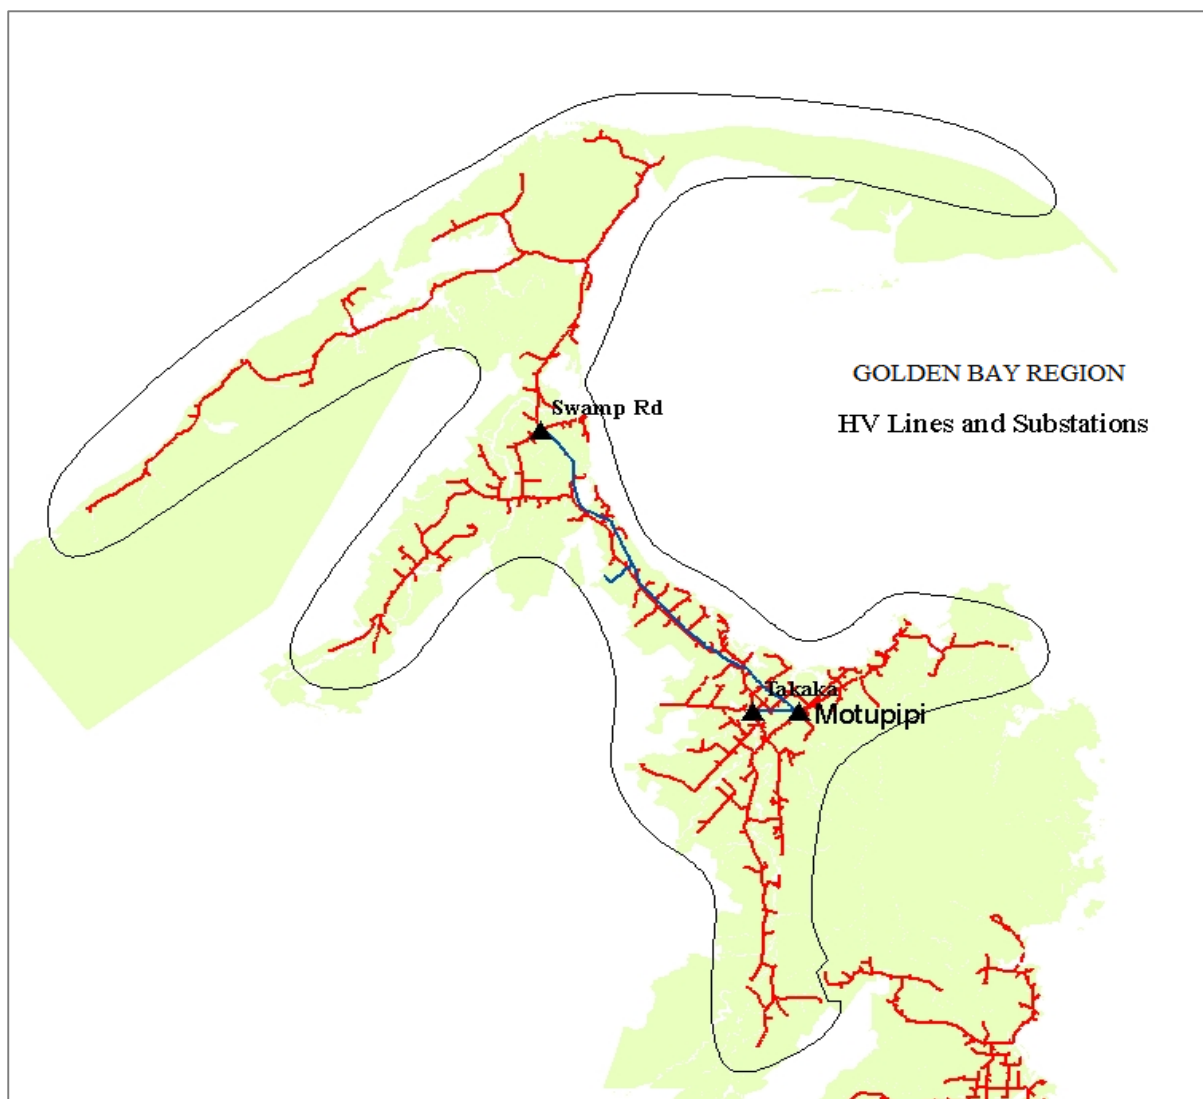 GOLDEN BAY REGION
Swamp Rd
HV Lines and Substations
Takaka
Motupipi